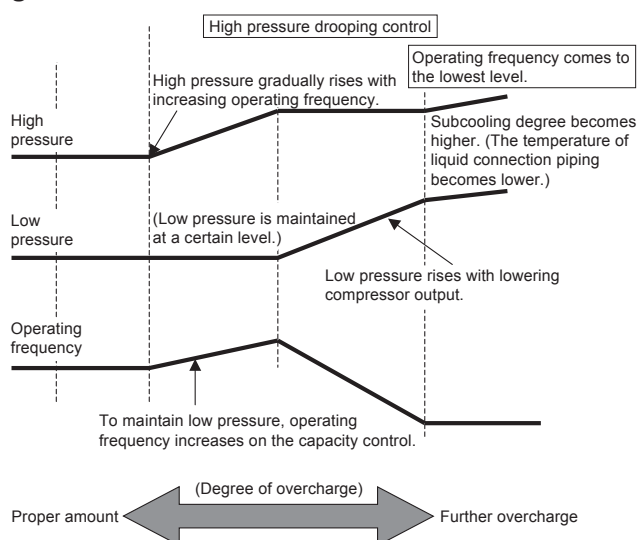 High pressure drooping control
Operating frequency comes to
the lowest level.
High pressure gradually rises with
increasing operating frequency.
High
pressure
Subcooling degree becomes
higher. (The temperature of
liquid connection piping
becomes lower.)
Low
pressure
(Low pressure is maintained
at a certain level.)
Low pressure rises with lowering
compressor output.
Operating
frequency
To maintain low pressure, operating
frequency increases on the capacity control.
(Degree of overcharge)
Proper amount
Further overcharge